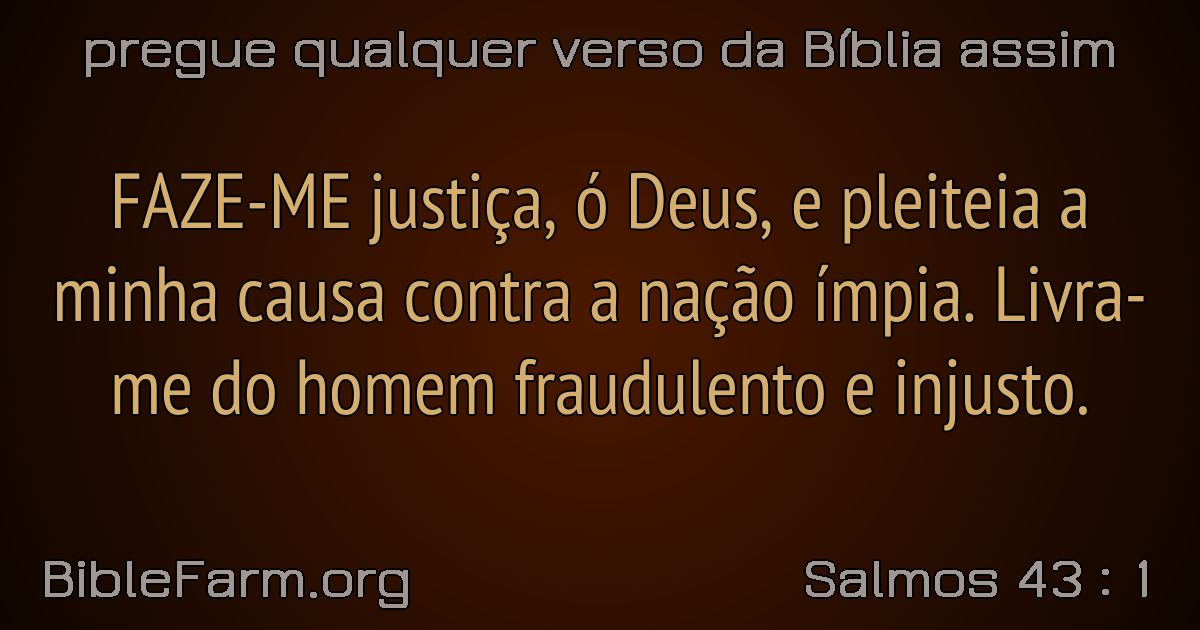 pregue qualquer verso da Bíblia assim
FAZE-ME justiça, ó Deus, e pleiteia a
minha causa contra a nação ímpia. Livra-
me do homem fraudulento e injusto.
BibleFarm.org
Salmos 43 : 1